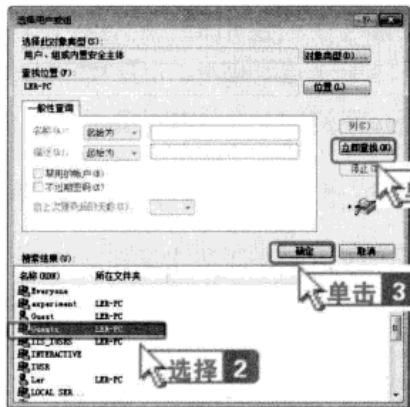 选择用户或组
选择此对象类型(S):
用户、组或内置安全主体
对象类型(O)...
查找位置(F):
LER-PC
位置(L)...
一般性查询
名称(A): 起始为
描述(D): 起始为
禁用的帐户(B)
不过期密码(X)
自上次登录后的天数(I):
列(C)...
立即查找(N)
停止(T)
确定
取消
单击 3
搜索结果(U):
名称(RDN) 所在文件夹
Everyone
experiment LER-PC
Guest LER-PC
Guests LER-PC
IIS_IUSRS LER-PC
INTERACTIVE
IUSR
Ler LER-PC
LOCAL SER...
选择 2